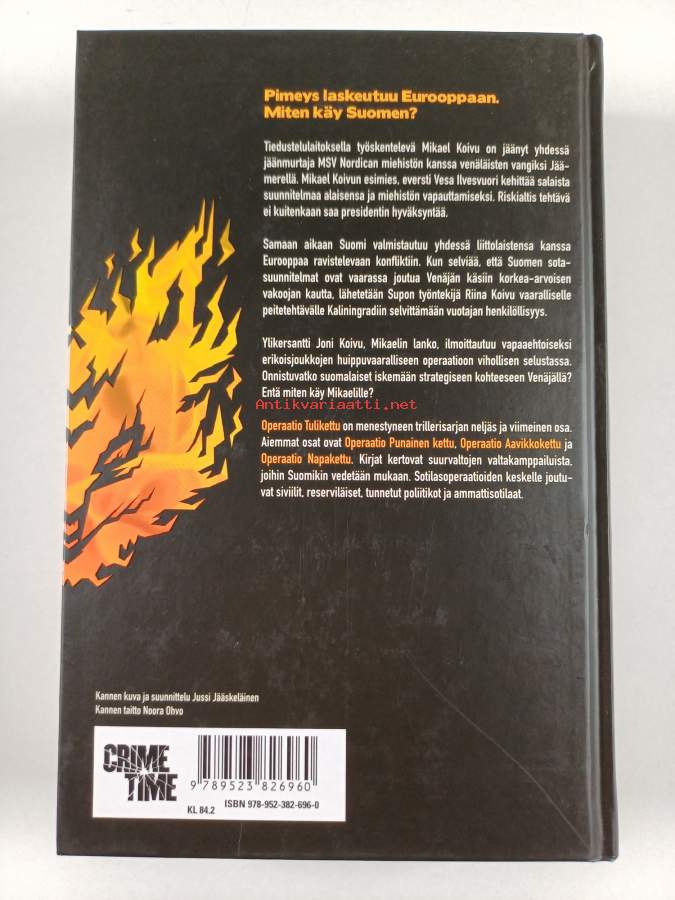 Pimeys laskeutuu Eurooppaan.
Miten käy Suomen?
Tiedustelulaitoksella työskentelevä Mikael Koivu on jäänyt yhdessä
jäänmurtaja MSV Nordican miehistön kanssa venäläisten vangiksi Jää-
merellä. Mikael Koivun esimies, eversti Vesa Ilvesvuori kehittää salaista
suunnitelmaa alaisensa ja miehistön vapauttamiseksi. Riskialtis tehtävä
ei kuitenkaan saa presidentin hyväksyntää.
Samaan aikaan Suomi valmistautuu yhdessä liittolaistensa kanssa
Eurooppaa ravistelevaan konfliktiin. Kun selviää, että Suomen sota-
suunnitelmat ovat vaarassa joutua Venäjän käsiin korkea-arvoisen
vakoojan kautta, lähetetään Supon työntekijä Riina Koivu vaaralliselle
peitetehtävälle Kaliningradiin selvittämään vuotajan henkilöllisyys.
Ylikersantti Joni Koivu, Mikaelin lanko, ilmoittautuu vapaaehtoiseksi
erikoisjoukkojen huippuvaaralliseen operaatioon vihollisen selustassa.
Onnistuvatko suomalaiset iskemään strategiseen kohteeseen Venäjällä?
Entä miten käy Mikaelille?
Antikvariaatti.net
Operaatio Tulikettu on menestyneen trillerisarjan neljäs ja viimeinen osa.
Aiemmat osat ovat Operaatio Punainen kettu, Operaatio Aavikkokettu ja
Operaatio Napakettu. Kirjat kertovat suurvaltojen valtakamppailuista,
joihin Suomikin vedetään mukaan. Sotilasoperaatioiden keskelle joutu-
vat siviilit, reserviläiset, tunnetut poliitikot ja ammattisotilaat.
Kannen kuva ja suunnittelu Jussi Jääskeläinen
Kannen taitto Noora Ohvo
CRIME
TIME
KL 84.2
9 789523 826960
ISBN 978-952-382-696-0